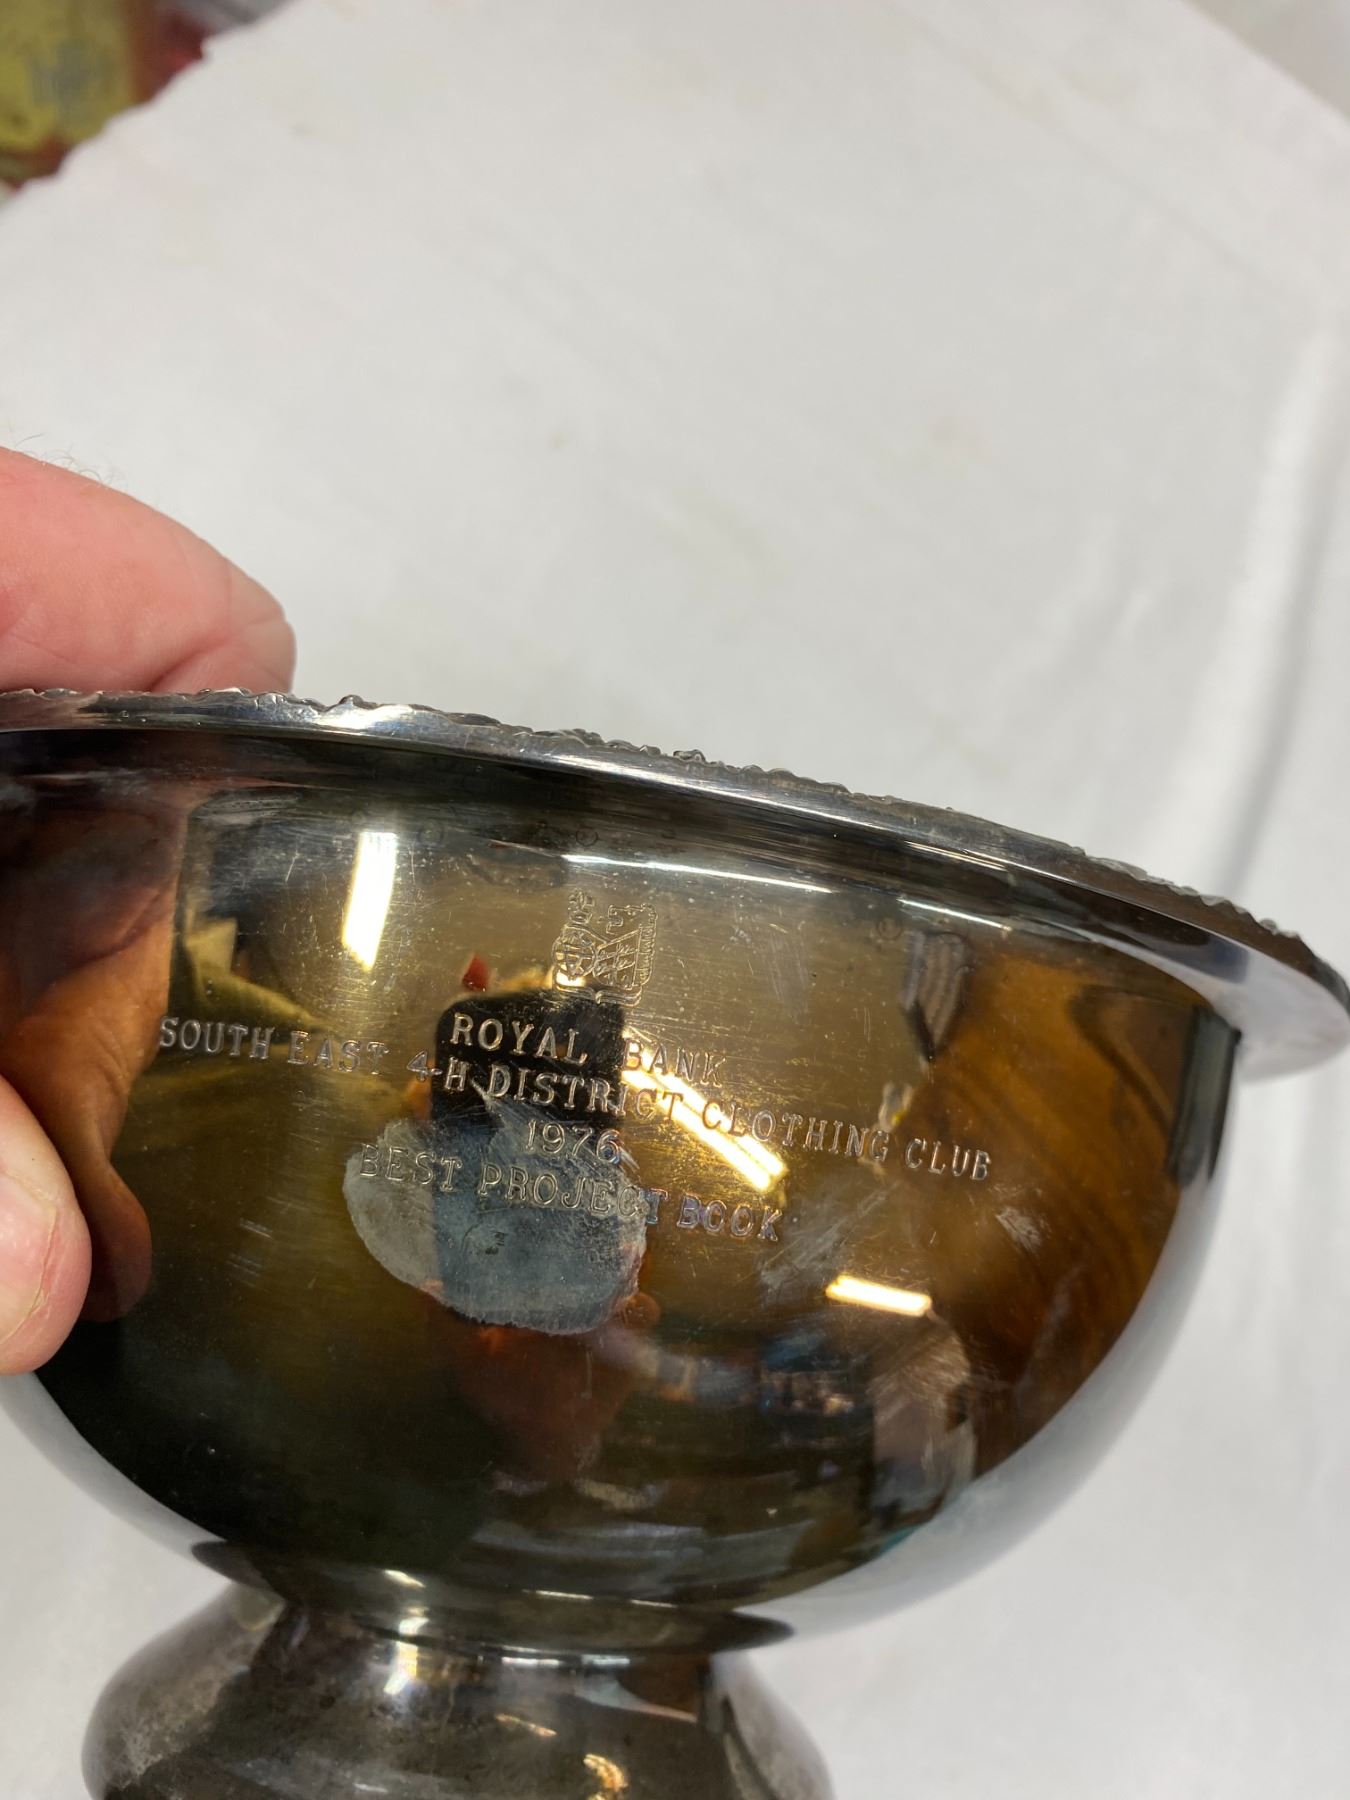 ROYAL BANK
SOUTH EAST 4-H DISTRICT CLOTHING CLUB
1976
BEST PROJECT BOOK